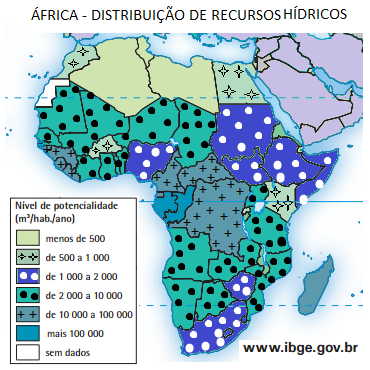 ÁFRICA - DISTRIBUIÇÃO DE RECURSOS HÍDRICOS
Nível de potencialidade
(m³/hab./ano)
menos de 500
de 500 a 1 000
de 1 000 a 2 000
de 2 000 a 10 000
de 10 000 a 100 000
mais 100 000
sem dados
www.ibge.gov.br